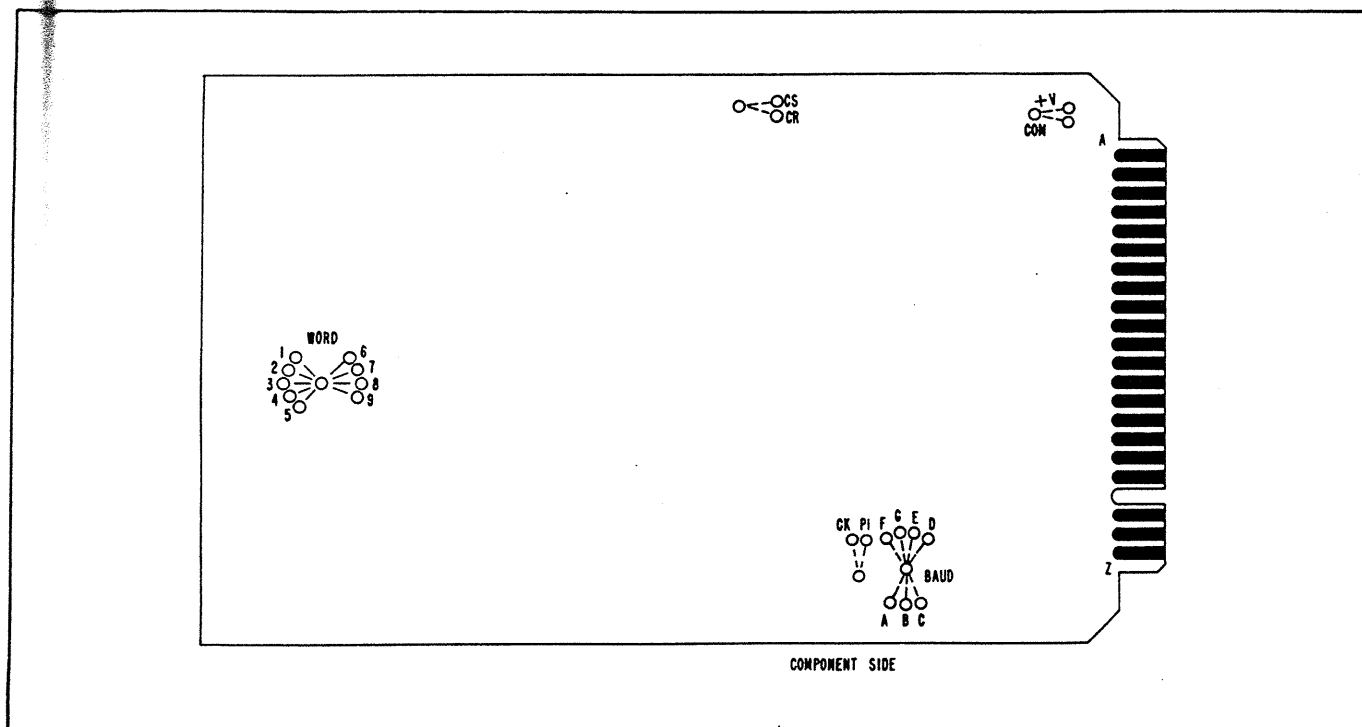 CS
CR
+V
CON
A
WORD
1 6
2 7
3 8
4 9
5
CK PI F G E D
BAUD
Z
A B C
COMPONENT SIDE